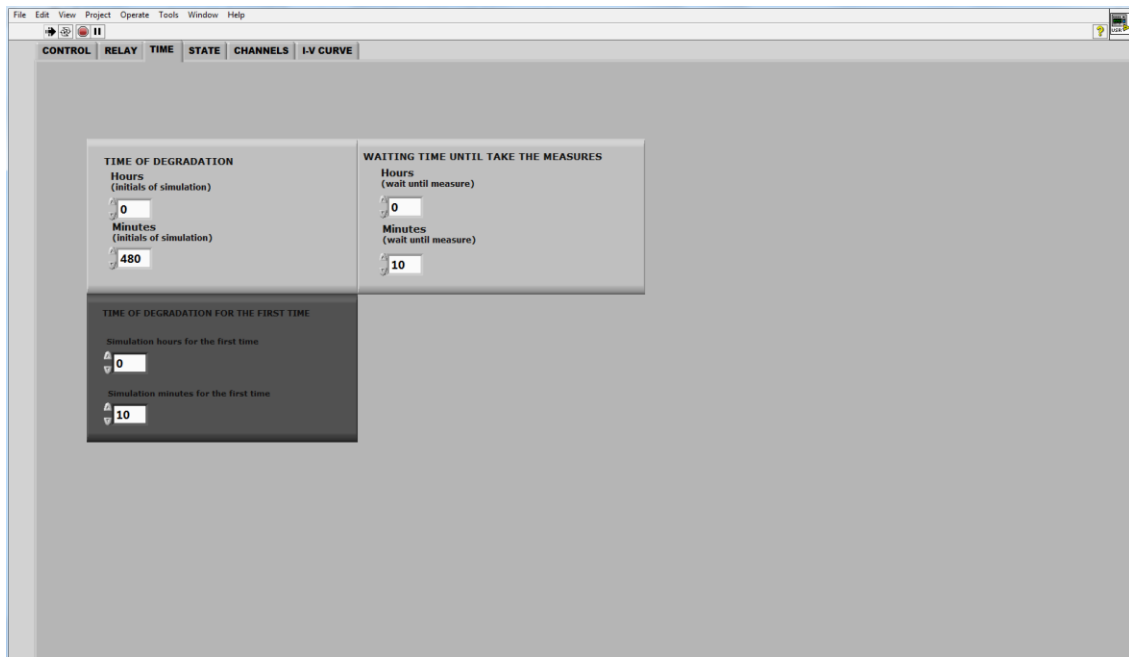 File Edit View Project Operate Tools Window Help
?
CONTROL RELAY TIME STATE CHANNELS I-V CURVE
TIME OF DEGRADATION
Hours
(initials of simulation)
0
Minutes
(initials of simulation)
480
WAITING TIME UNTIL TAKE THE MEASURES
Hours
(wait until measure)
0
Minutes
(wait until measure)
10
TIME OF DEGRADATION FOR THE FIRST TIME
Simulation hours for the first time
0
Simulation minutes for the first time
10